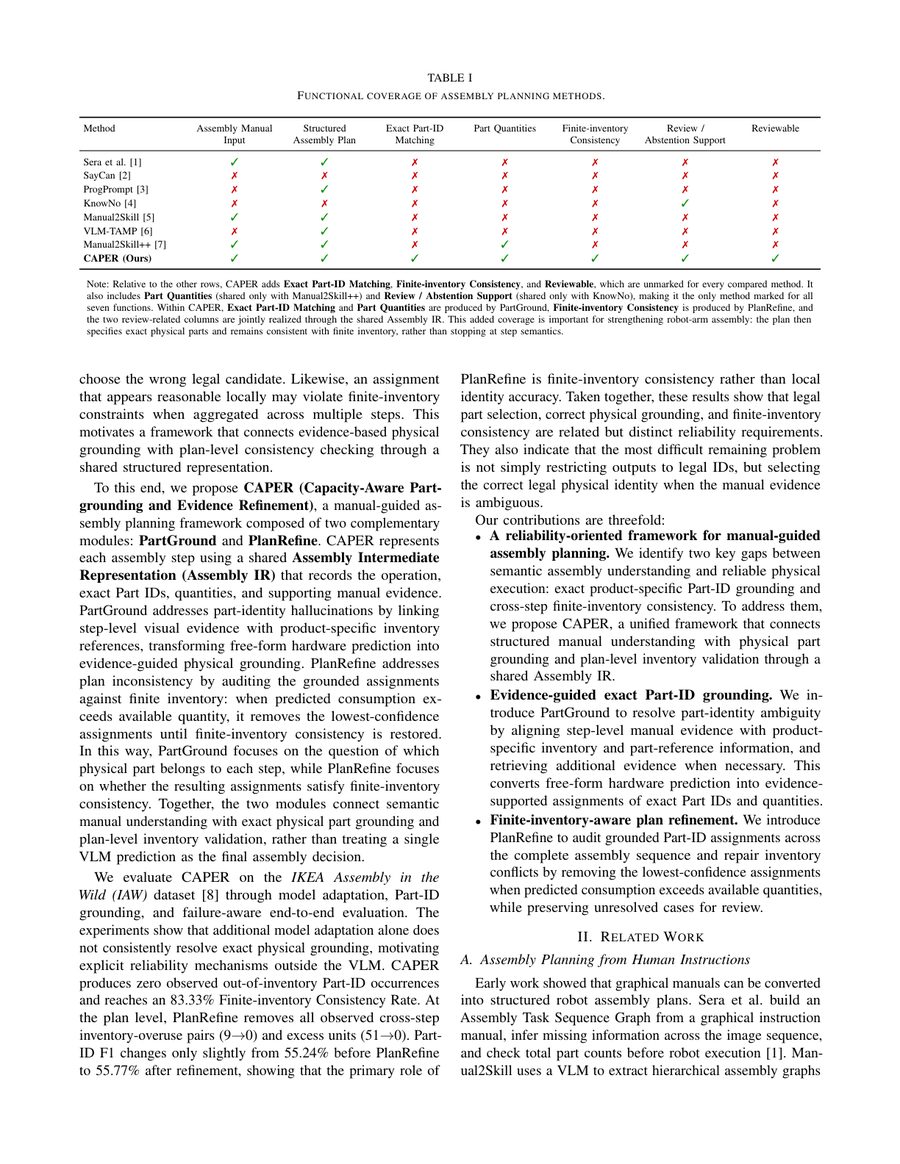 TABLE I
FUNCTIONAL COVERAGE OF ASSEMBLY PLANNING METHODS.
Method Assembly Manual Input Structured Assembly Plan Exact Part-ID Matching Part Quantities Finite-inventory Consistency Review / Abstention Support Reviewable
Sera et al. [1] ✓ ✓ ✗ ✗ ✗ ✗ ✗
SayCan [2] ✗ ✗ ✗ ✗ ✗ ✗ ✗
ProgPrompt [3] ✗ ✓ ✗ ✗ ✗ ✗ ✗
KnowNo [4] ✗ ✗ ✗ ✗ ✗ ✓ ✗
Manual2Skill [5] ✓ ✓ ✗ ✗ ✗ ✗ ✗
VLM-TAMP [6] ✗ ✓ ✗ ✗ ✗ ✗ ✗
Manual2Skill++ [7] ✓ ✓ ✗ ✓ ✗ ✗ ✗
CAPER (Ours) ✓ ✓ ✓ ✓ ✓ ✓ ✓
Note: Relative to the other rows, CAPER adds Exact Part-ID Matching, Finite-inventory Consistency, and Reviewable, which are unmarked for every compared method. It
also includes Part Quantities (shared only with Manual2Skill++) and Review / Abstention Support (shared only with KnowNo), making it the only method marked for all
seven functions. Within CAPER, Exact Part-ID Matching and Part Quantities are produced by PartGround, Finite-inventory Consistency is produced by PlanRefine, and
the two review-related columns are jointly realized through the shared Assembly IR. This added coverage is important for strengthening robot-arm assembly: the plan then
specifies exact physical parts and remains consistent with finite inventory, rather than stopping at step semantics.
choose the wrong legal candidate. Likewise, an assignment
that appears reasonable locally may violate finite-inventory
constraints when aggregated across multiple steps. This
motivates a framework that connects evidence-based physical
grounding with plan-level consistency checking through a
shared structured representation.
To this end, we propose CAPER (Capacity-Aware Part-
grounding and Evidence Refinement), a manual-guided as-
sembly planning framework composed of two complementary
modules: PartGround and PlanRefine. CAPER represents
each assembly step using a shared Assembly Intermediate
Representation (Assembly IR) that records the operation,
exact Part IDs, quantities, and supporting manual evidence.
PartGround addresses part-identity hallucinations by linking
step-level visual evidence with product-specific inventory
references, transforming free-form hardware prediction into
evidence-guided physical grounding. PlanRefine addresses
plan inconsistency by auditing the grounded assignments
against finite inventory: when predicted consumption ex-
ceeds available quantity, it removes the lowest-confidence
assignments until finite-inventory consistency is restored.
In this way, PartGround focuses on the question of which
physical part belongs to each step, while PlanRefine focuses
on whether the resulting assignments satisfy finite-inventory
consistency. Together, the two modules connect semantic
manual understanding with exact physical part grounding and
plan-level inventory validation, rather than treating a single
VLM prediction as the final assembly decision.
We evaluate CAPER on the IKEA Assembly in the
Wild (IAW) dataset [8] through model adaptation, Part-ID
grounding, and failure-aware end-to-end evaluation. The
experiments show that additional model adaptation alone does
not consistently resolve exact physical grounding, motivating
explicit reliability mechanisms outside the VLM. CAPER
produces zero observed out-of-inventory Part-ID occurrences
and reaches an 83.33% Finite-inventory Consistency Rate. At
the plan level, PlanRefine removes all observed cross-step
inventory-overuse pairs (9→0) and excess units (51→0). Part-
ID F1 changes only slightly from 55.24% before PlanRefine
to 55.77% after refinement, showing that the primary role of
PlanRefine is finite-inventory consistency rather than local
identity accuracy. Taken together, these results show that legal
part selection, correct physical grounding, and finite-inventory
consistency are related but distinct reliability requirements.
They also indicate that the most difficult remaining problem
is not simply restricting outputs to legal IDs, but selecting
the correct legal physical identity when the manual evidence
is ambiguous.
Our contributions are threefold:
• A reliability-oriented framework for manual-guided
assembly planning. We identify two key gaps between
semantic assembly understanding and reliable physical
execution: exact product-specific Part-ID grounding and
cross-step finite-inventory consistency. To address them,
we propose CAPER, a unified framework that connects
structured manual understanding with physical part
grounding and plan-level inventory validation through a
shared Assembly IR.
• Evidence-guided exact Part-ID grounding. We in-
troduce PartGround to resolve part-identity ambiguity
by aligning step-level manual evidence with product-
specific inventory and part-reference information, and
retrieving additional evidence when necessary. This
converts free-form hardware prediction into evidence-
supported assignments of exact Part IDs and quantities.
• Finite-inventory-aware plan refinement. We introduce
PlanRefine to audit grounded Part-ID assignments across
the complete assembly sequence and repair inventory
conflicts by removing the lowest-confidence assignments
when predicted consumption exceeds available quantities,
while preserving unresolved cases for review.
II. RELATED WORK
A. Assembly Planning from Human Instructions
Early work showed that graphical manuals can be converted
into structured robot assembly plans. Sera et al. build an
Assembly Task Sequence Graph from a graphical instruction
manual, infer missing information across the image sequence,
and check total part counts before robot execution [1]. Man-
ual2Skill uses a VLM to extract hierarchical assembly graphs